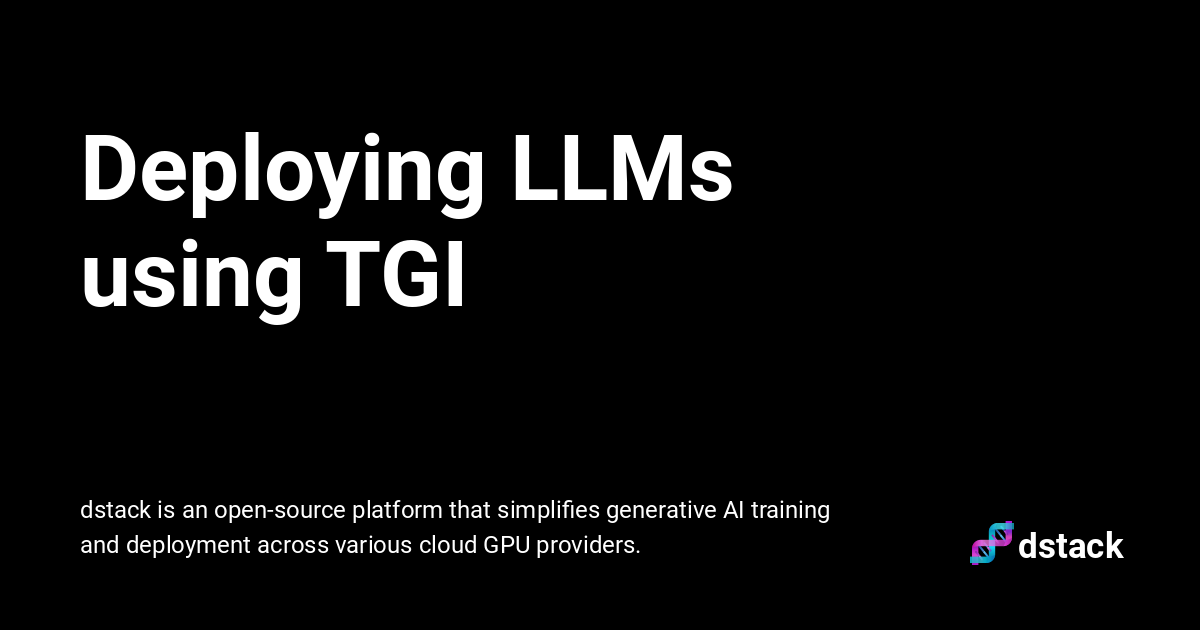 Deploying LLMs
using TGI
dstack is an open-source platform that simplifies generative AI training
and deployment across various cloud GPU providers.
dstack